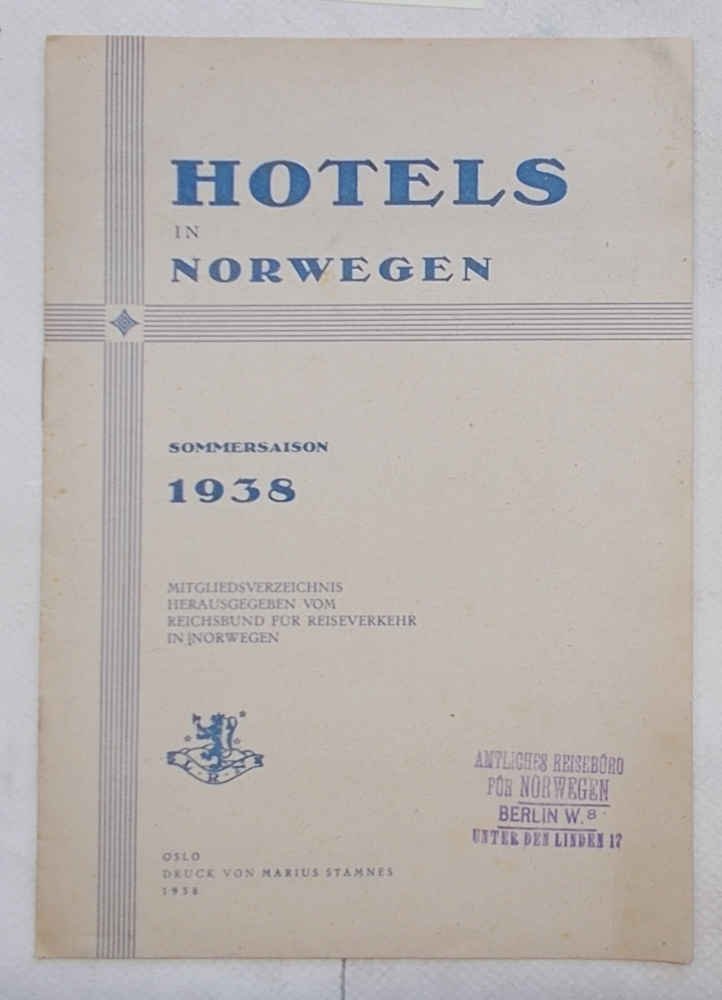 HOTELS
IN
NORWEGEN
SOMMERSAISON
1938
MITGLIEDSVERZEICHNIS
HERAUSGEGEBEN VOM
REICHSBUND FÜR REISEVERKEHR
IN NORWEGEN
AMTLICHES REISEBÜRO
FÜR NORWEGEN
BERLIN W. 8
UNTER DEN LINDEN 17
OSLO
DRUCK VON MARIUS STAMNES
1938